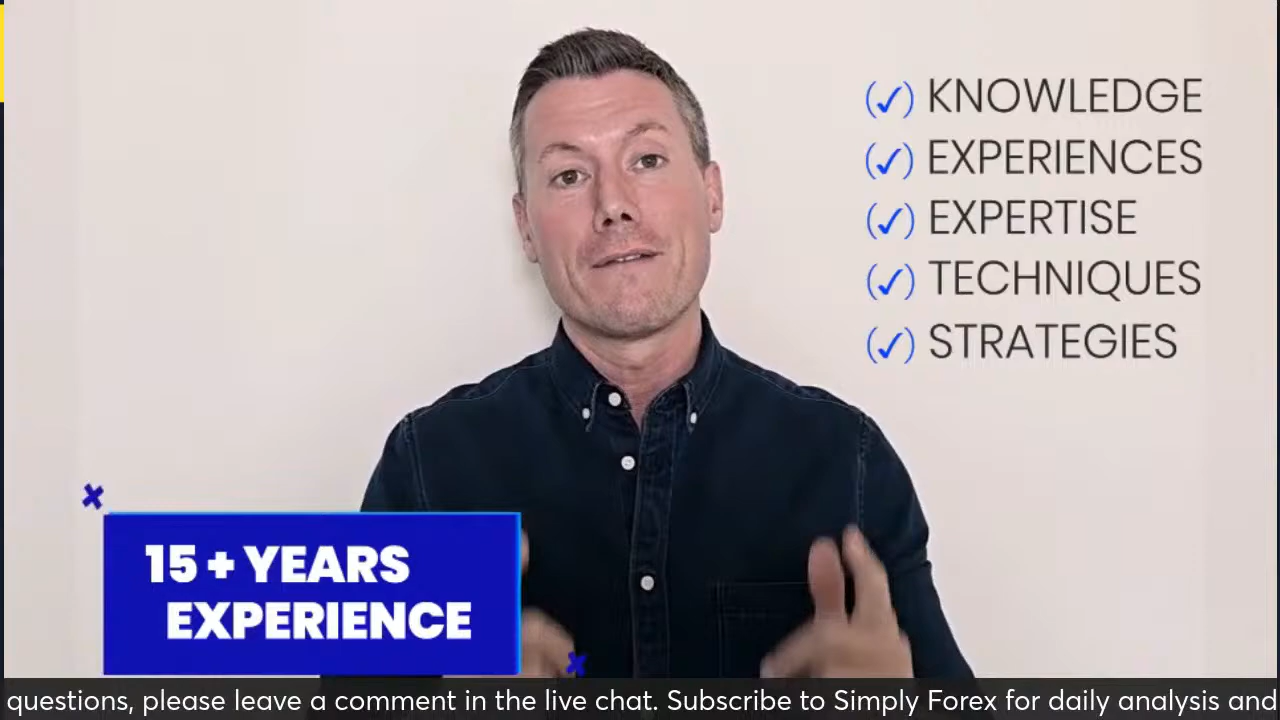 (✓) KNOWLEDGE
(✓) EXPERIENCES
(✓) EXPERTISE
(✓) TECHNIQUES
(✓) STRATEGIES
15 + YEARS
EXPERIENCE
questions, please leave a comment in the live chat. Subscribe to Simply Forex for daily analysis and